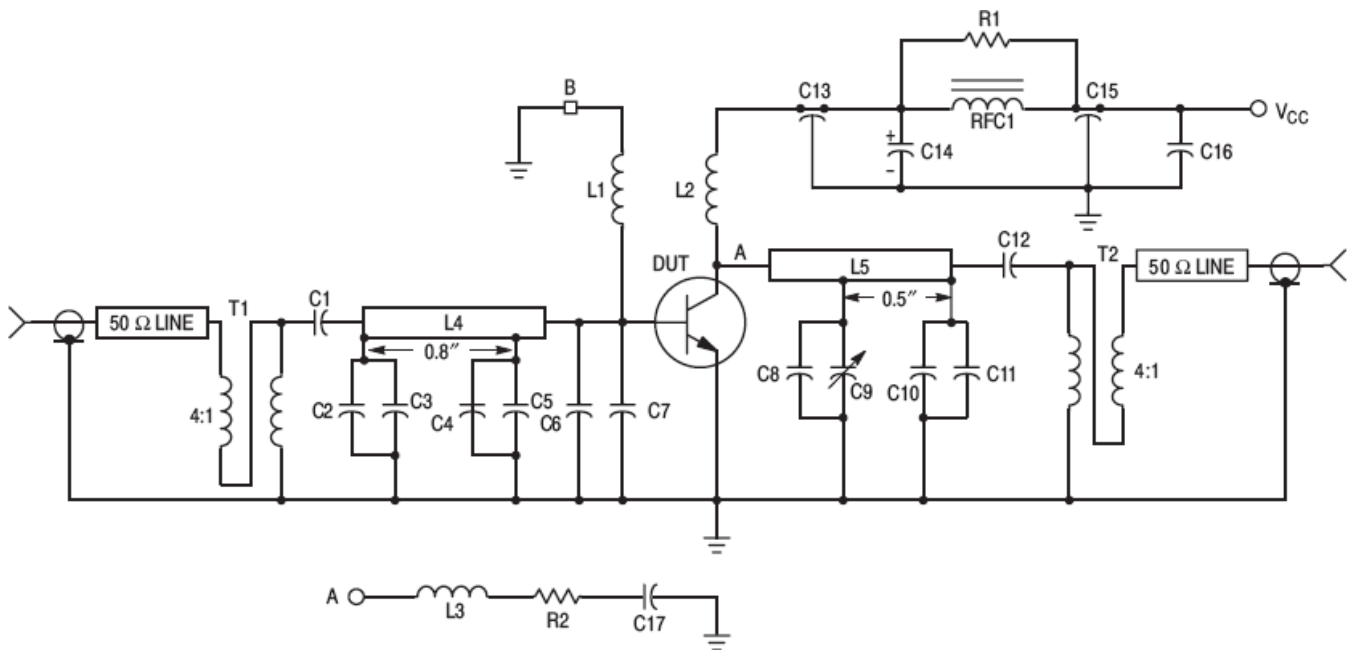 R1
B
C13
C15
RFC1
VCC
+
C14
−
C16
L1
L2
C12
T2
DUT
A
L5
50 Ω LINE
0.5″
T1
C1
50 Ω LINE
L4
0.8″
C8
C9
C10
C11
4:1
4:1
C2
C3
C4
C5
C6
C7
A
L3
R2
C17